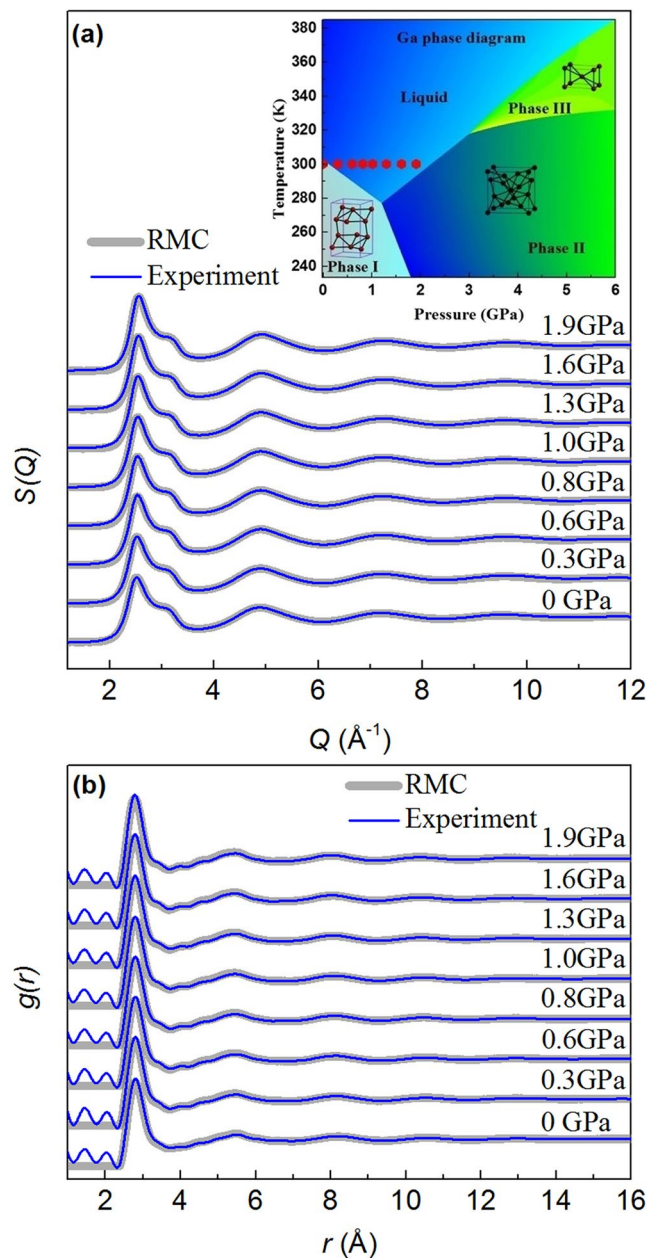 (a)
Ga phase diagram
Liquid
Phase III
Phase II
Phase I
Temperature (K)
380
360
340
320
300
280
260
240
0 1 2 3 4 5 6
Pressure (GPa)
RMC
Experiment
1.9GPa
1.6GPa
1.3GPa
1.0GPa
0.8GPa
0.6GPa
0.3GPa
0 GPa
S(Q)
2 4 6 8 10 12
Q (Å-1)
(b)
RMC
Experiment
1.9GPa
1.6GPa
1.3GPa
1.0GPa
0.8GPa
0.6GPa
0.3GPa
0 GPa
g(r)
2 4 6 8 10 12 14 16
r (Å)